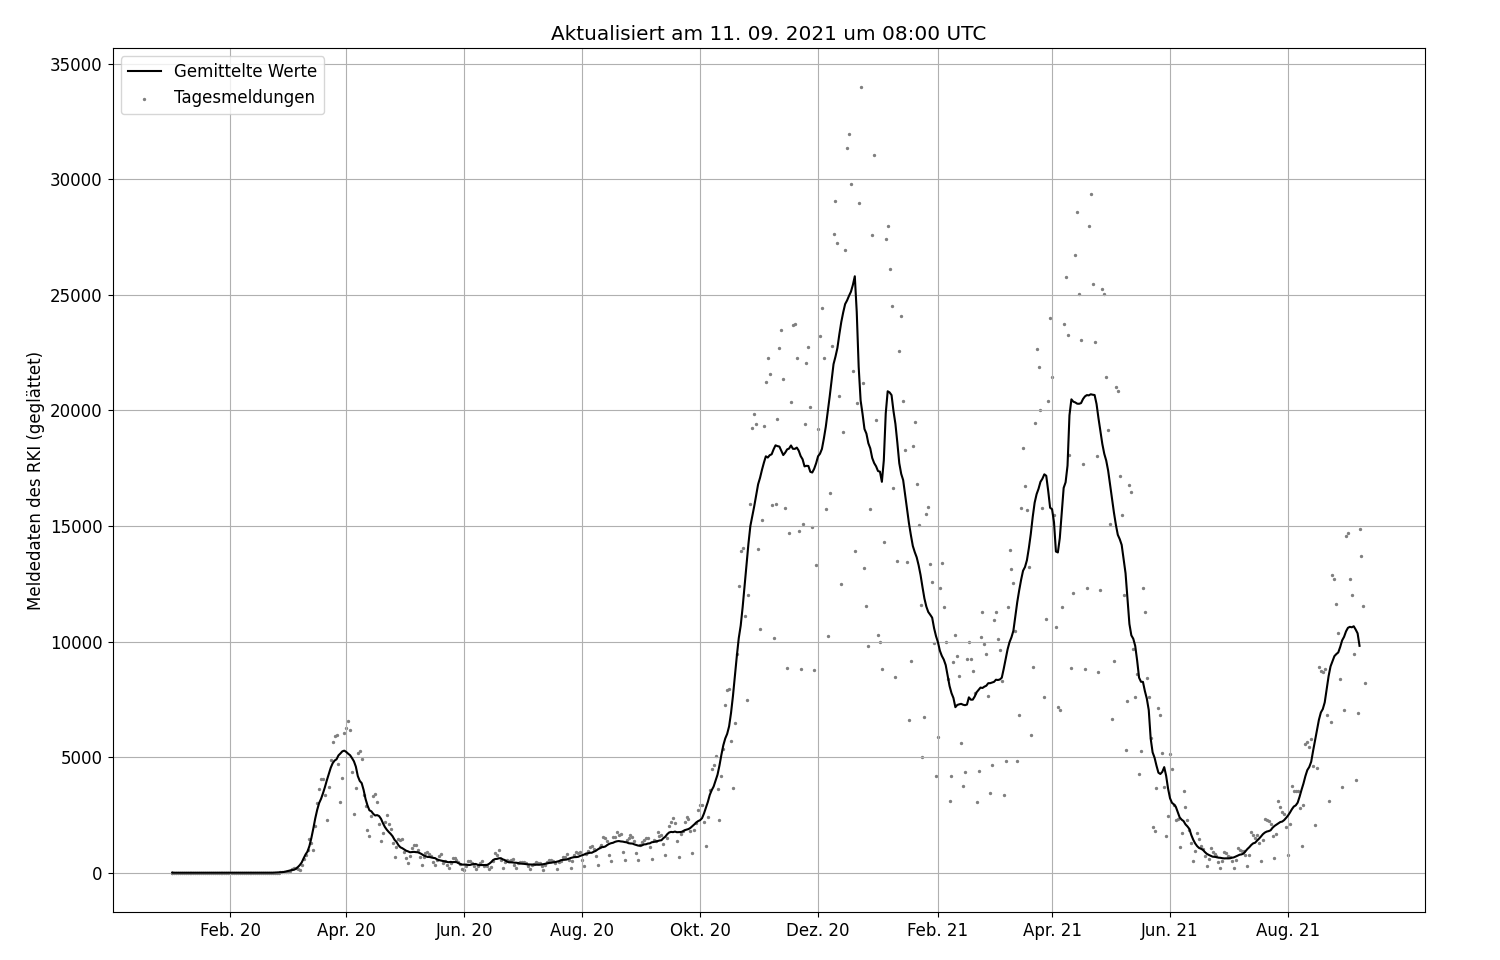 Aktualisiert am 11. 09. 2021 um 08:00 UTC
Gemittelte Werte
Tagesmeldungen
Meldedaten des RKI (geglättet)
35000
30000
25000
20000
15000
10000
5000
0
Feb. 20 Apr. 20 Jun. 20 Aug. 20 Okt. 20 Dez. 20 Feb. 21 Apr. 21 Jun. 21 Aug. 21